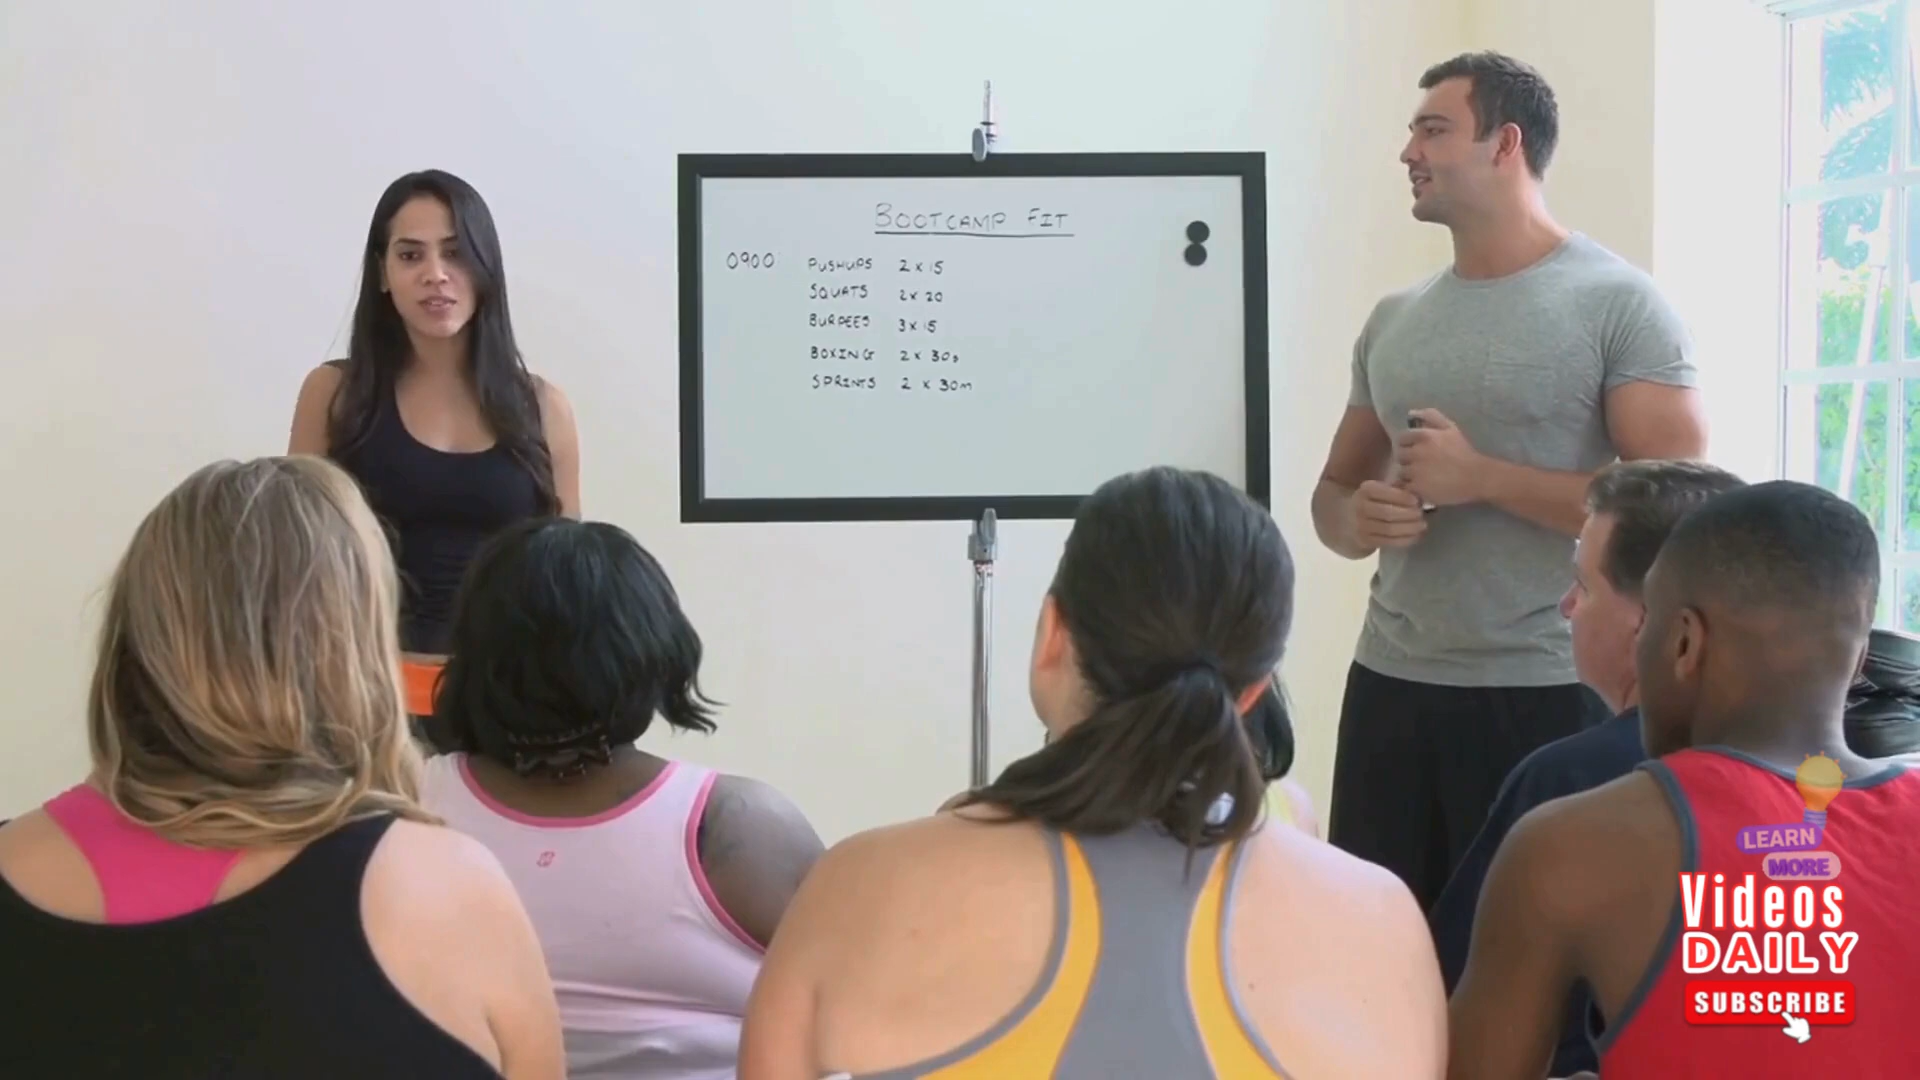 BOOTCAMP FIT
0900 PUSHUPS 2 x 15
SQUATS 2 x 20
BURPEES 3 x 15
BOXING 2 x 30s
SPRINTS 2 x 30m
LEARN
MORE
Videos
DAILY
SUBSCRIBE